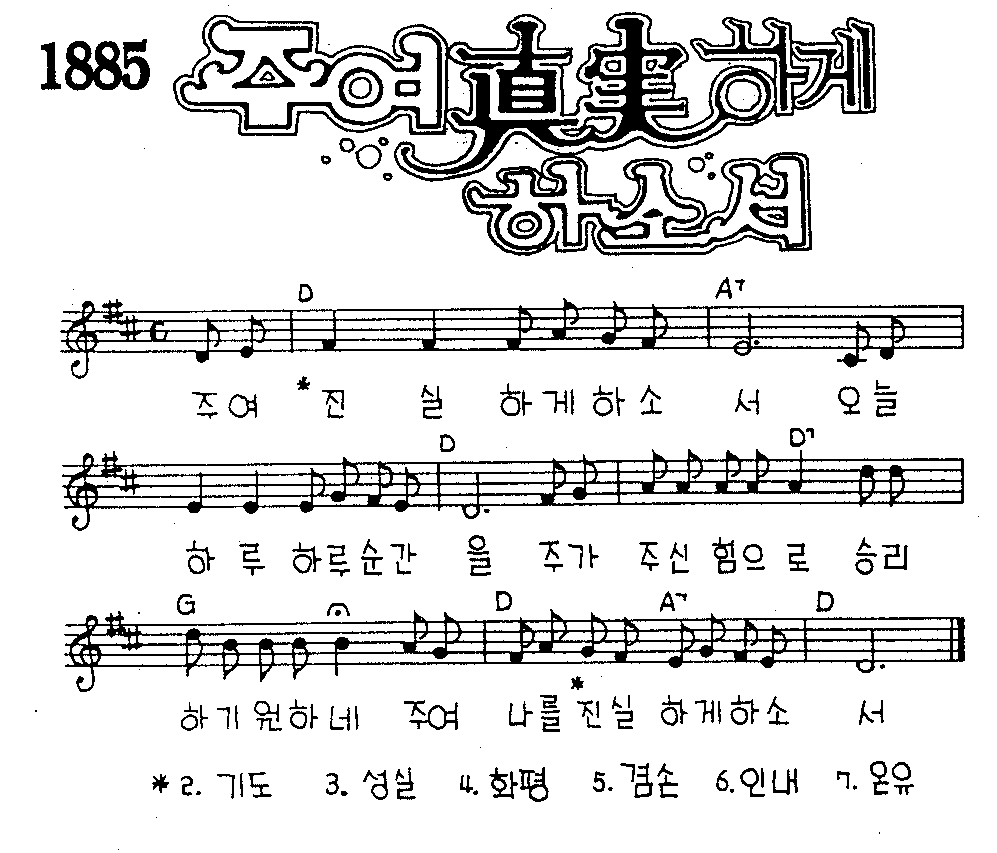 1885 주여 眞實 하게
하소서
D A7
주여 *진 실 하게하소 서 오늘
D D7
하루 하루순간 을 주가 주신 힘으로 승리
G D A7 D
하기원하네 주여 나를 *진실 하게하소 서
* 2. 기도 3. 성실 4. 화평 5. 겸손 6. 인내 7. 온유